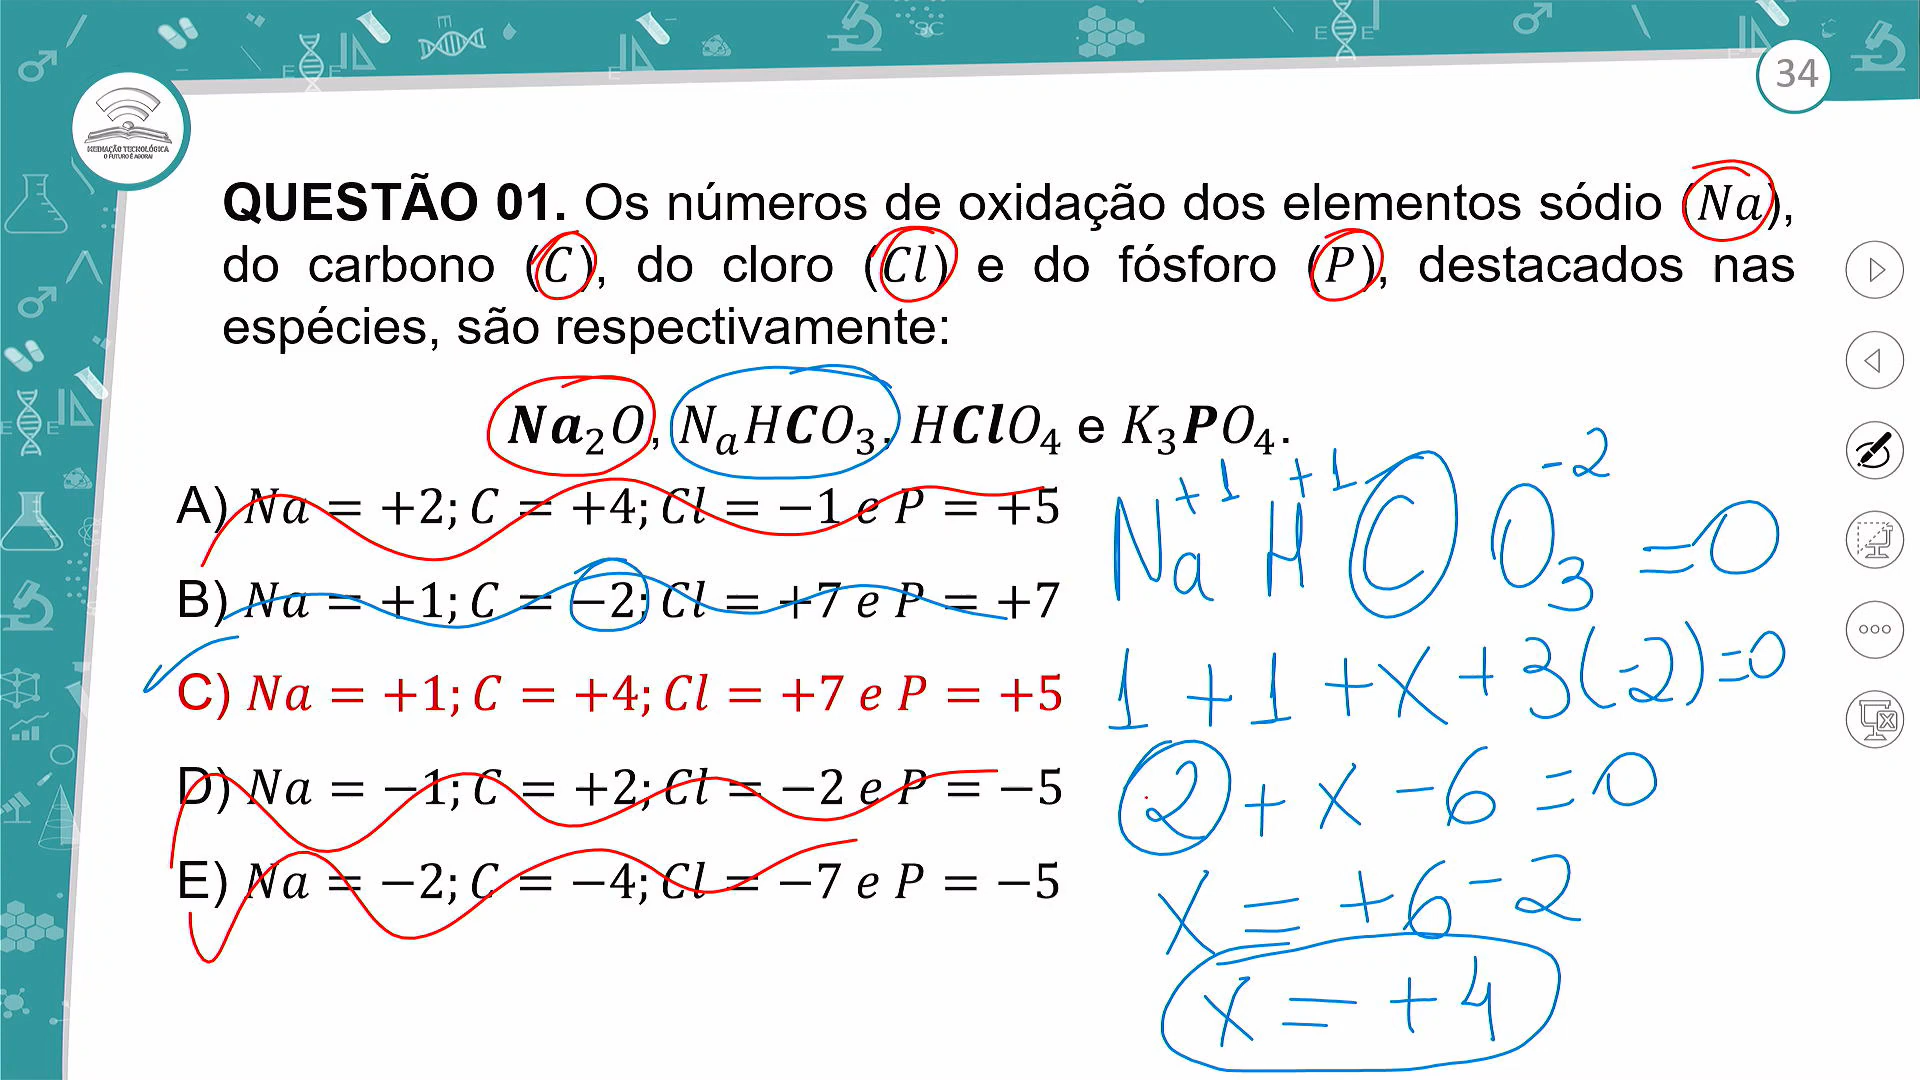 34
MEDIAÇÃO TECNOLÓGICA
O FUTURO É AGORA!
QUESTÃO 01. Os números de oxidação dos elementos sódio (Na),
do carbono (C), do cloro (Cl) e do fósforo (P), destacados nas
espécies, são respectivamente:
Na₂O, NₐHCO₃, HClO₄ e K₃PO₄.
A) Na = +2; C = +4; Cl = −1 e P = +5
B) Na = +1; C = −2; Cl = +7 e P = +7
C) Na = +1; C = +4; Cl = +7 e P = +5
D) Na = −1; C = +2; Cl = −2 e P = −5
E) Na = −2; C = −4; Cl = −7 e P = −5
+1 +1 -2
Na H C O₃ = 0
1 + 1 + x + 3(-2) = 0
2 + x - 6 = 0
x = +6 - 2
x = +4